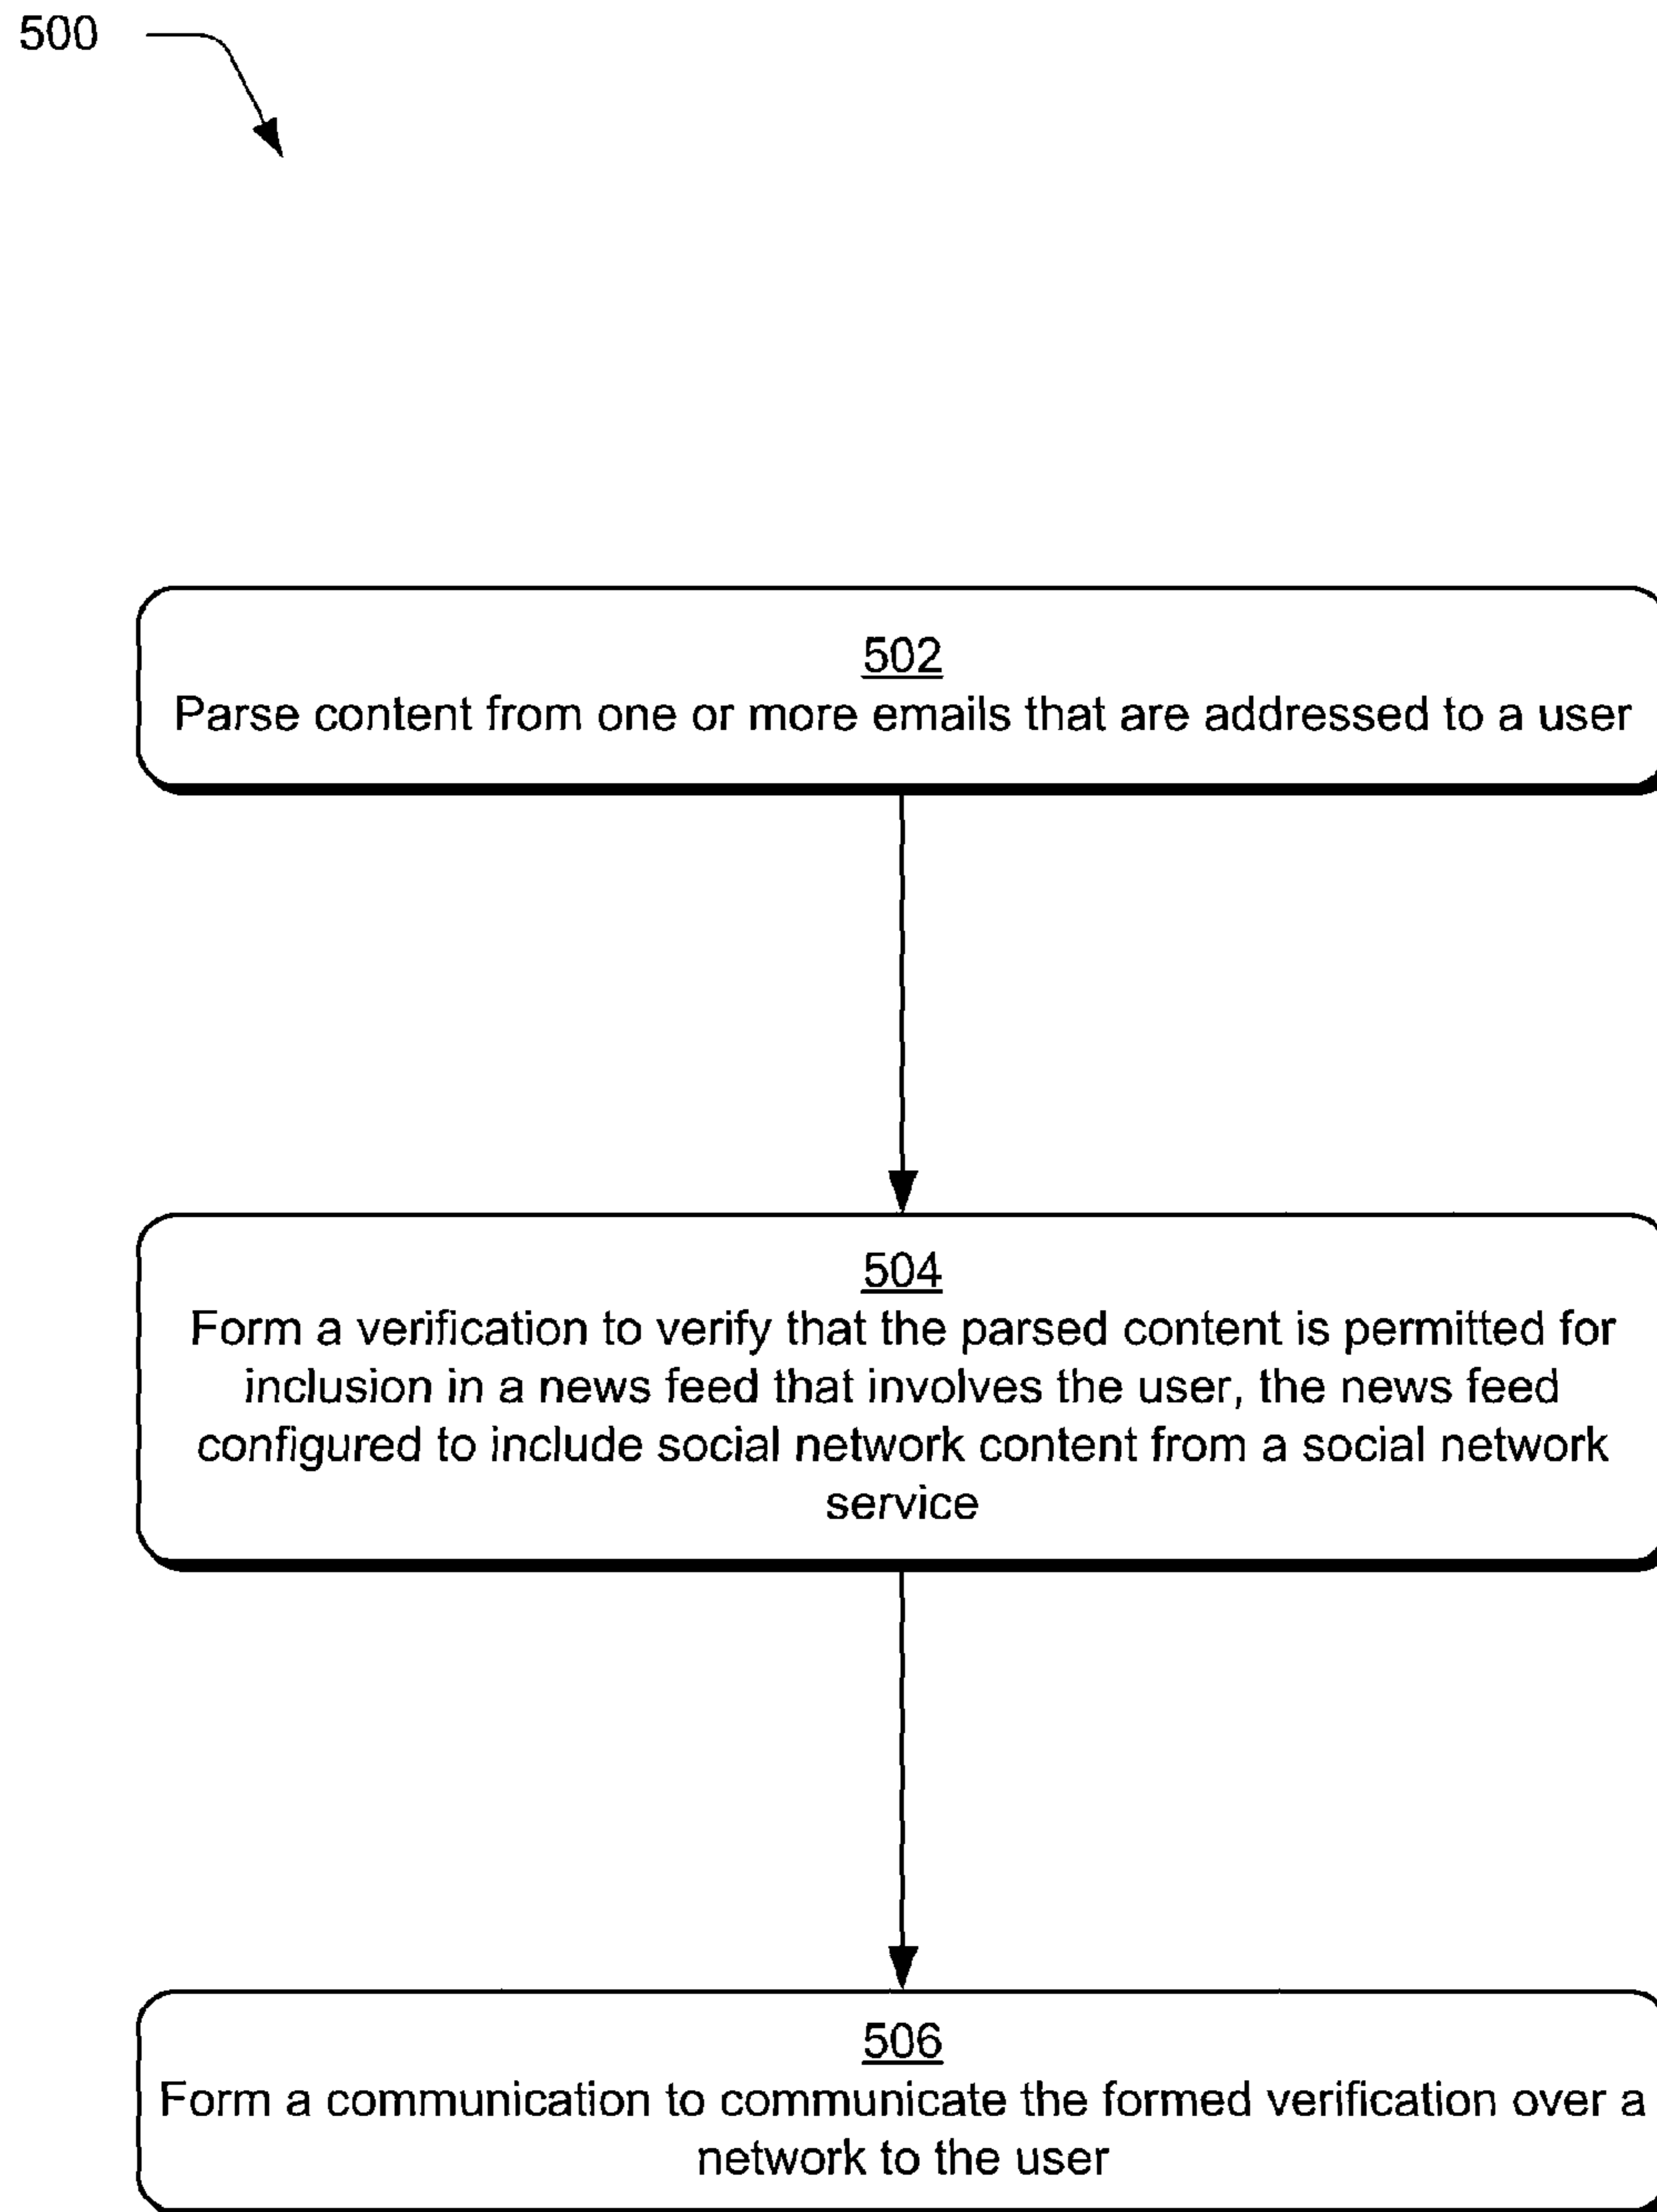 500
502
Parse content from one or more emails that are addressed to a user
504
Form a verification to verify that the parsed content is permitted for
inclusion in a news feed that involves the user, the news feed
configured to include social network content from a social network
service
506
Form a communication to communicate the formed verification over a
network to the user